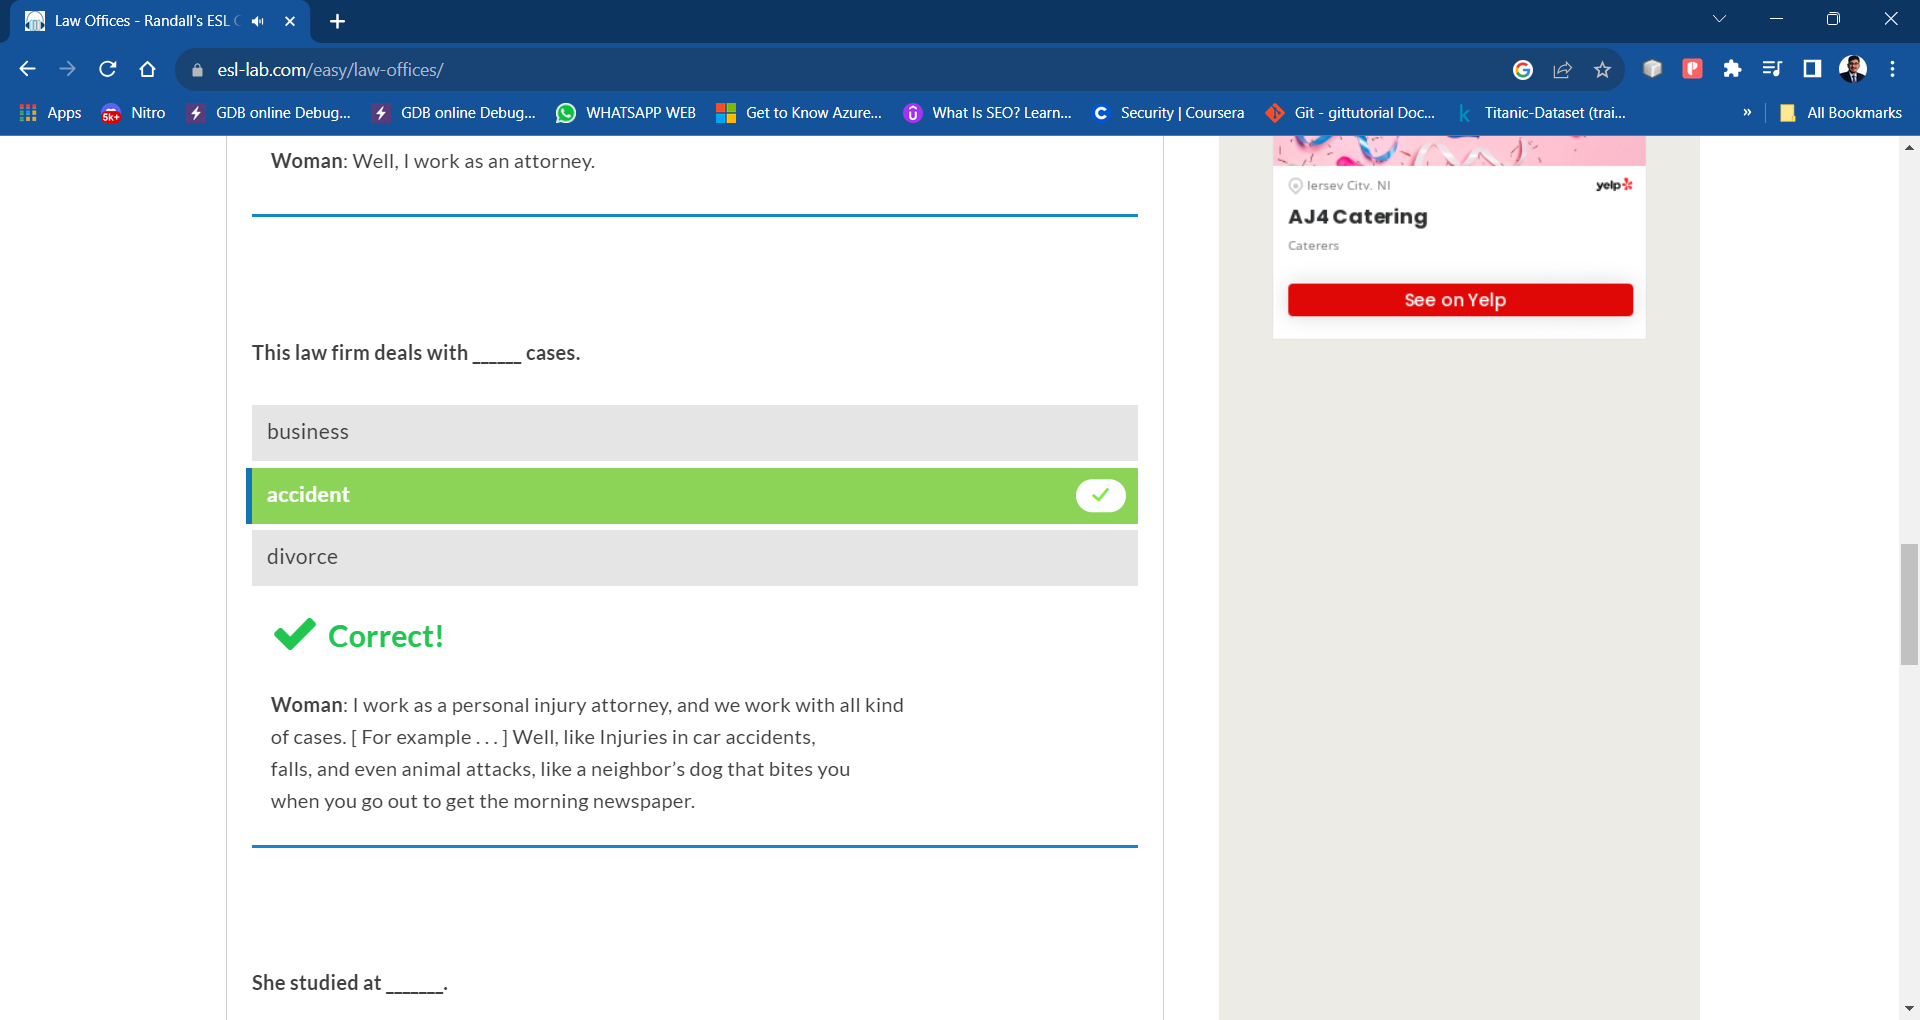 Law Offices - Randall's ESL C
esl-lab.com/easy/law-offices/
Apps
5k+
Nitro
GDB online Debug...
GDB online Debug...
WHATSAPP WEB
Get to Know Azure...
What Is SEO? Learn...
Security | Coursera
Git - gittutorial Doc...
Titanic-Dataset (trai...
»
All Bookmarks
Woman: Well, I work as an attorney.
This law firm deals with ______ cases.
business
accident
divorce
Correct!
Woman: I work as a personal injury attorney, and we work with all kind
of cases. [ For example . . . ] Well, like Injuries in car accidents,
falls, and even animal attacks, like a neighbor’s dog that bites you
when you go out to get the morning newspaper.
She studied at _______.
Jersey City, NJ
yelp
AJ4 Catering
Caterers
See on Yelp